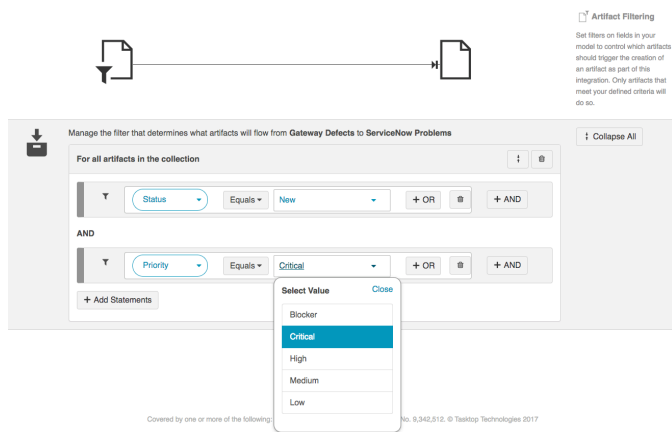 Artifact Filtering
Set filters on fields in your
model to control which artifacts
should trigger the creation of
an artifact as part of this
integration. Only artifacts that
meet your defined criteria will
do so.
Manage the filter that determines what artifacts will flow from Gateway Defects to ServiceNow Problems
Collapse All
For all artifacts in the collection
Status Equals New + OR + AND
AND
Priority Equals Critical + OR + AND
+ Add Statements
Select Value Close
Blocker
Critical
High
Medium
Low
Covered by one or more of the following: No. 9,342,512. © Tasktop Technologies 2017